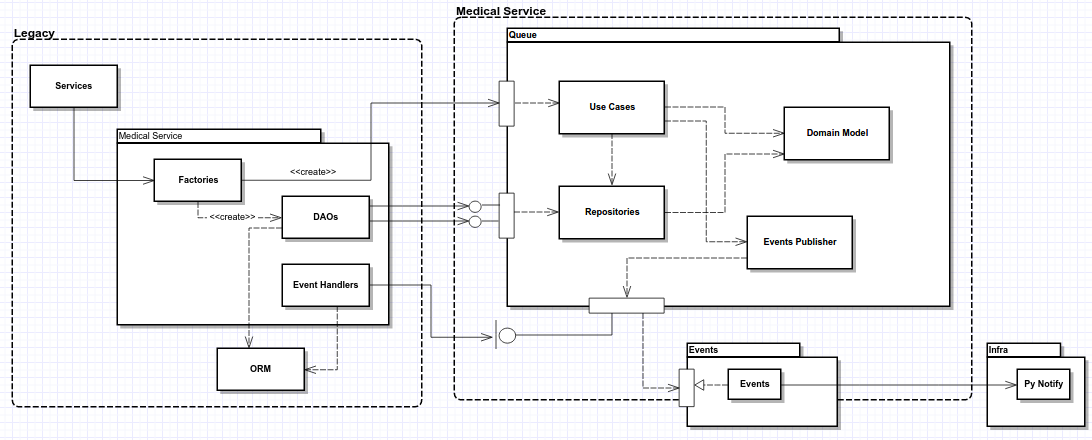 Medical Service
Legacy
Queue
Services
Use Cases
Domain Model
Medical Service
Factories
<<create>>
<<create>>
DAOs
Repositories
Events Publisher
Event Handlers
ORM
Events
Infra
Events
Py Notify